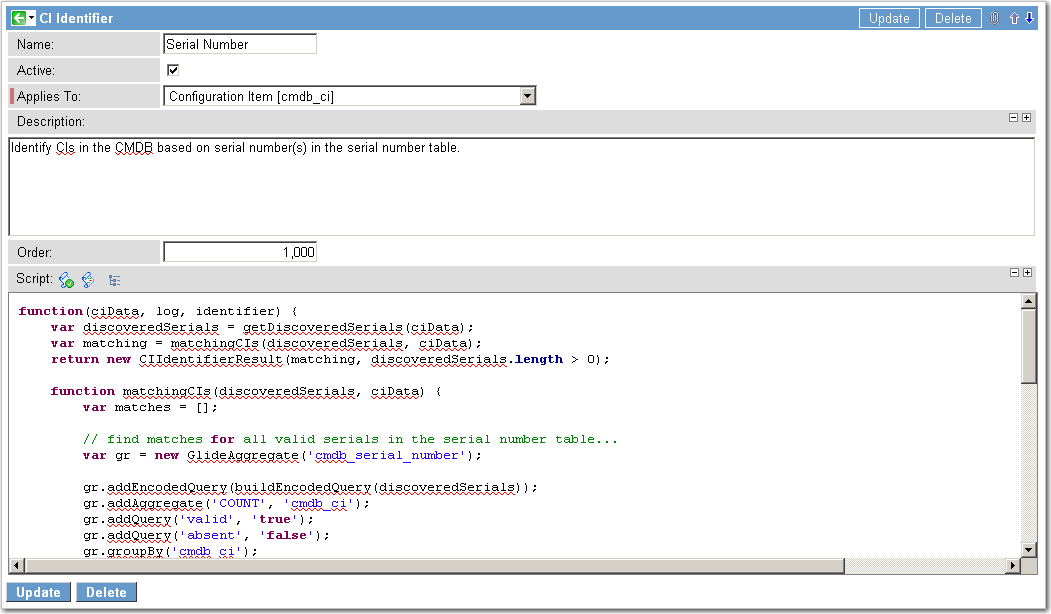 CI Identifier Update Delete
Name: Serial Number
Active:
Applies To: Configuration Item [cmdb_ci]
Description:
Identify CIs in the CMDB based on serial number(s) in the serial number table.
Order: 1,000
Script:
function(ciData, log, identifier) {
    var discoveredSerials = getDiscoveredSerials(ciData);
    var matching = matchingCIs(discoveredSerials, ciData);
    return new CIIdentifierResult(matching, discoveredSerials.length > 0);
    function matchingCIs(discoveredSerials, ciData) {
        var matches = [];
        // find matches for all valid serials in the serial number table...
        var gr = new GlideAggregate('cmdb_serial_number');
        gr.addEncodedQuery(buildEncodedQuery(discoveredSerials));
        gr.addAggregate('COUNT', 'cmdb_ci');
        gr.addQuery('valid', 'true');
        gr.addQuery('absent', 'false');
        gr.groupBy('cmdb_ci');
Update Delete